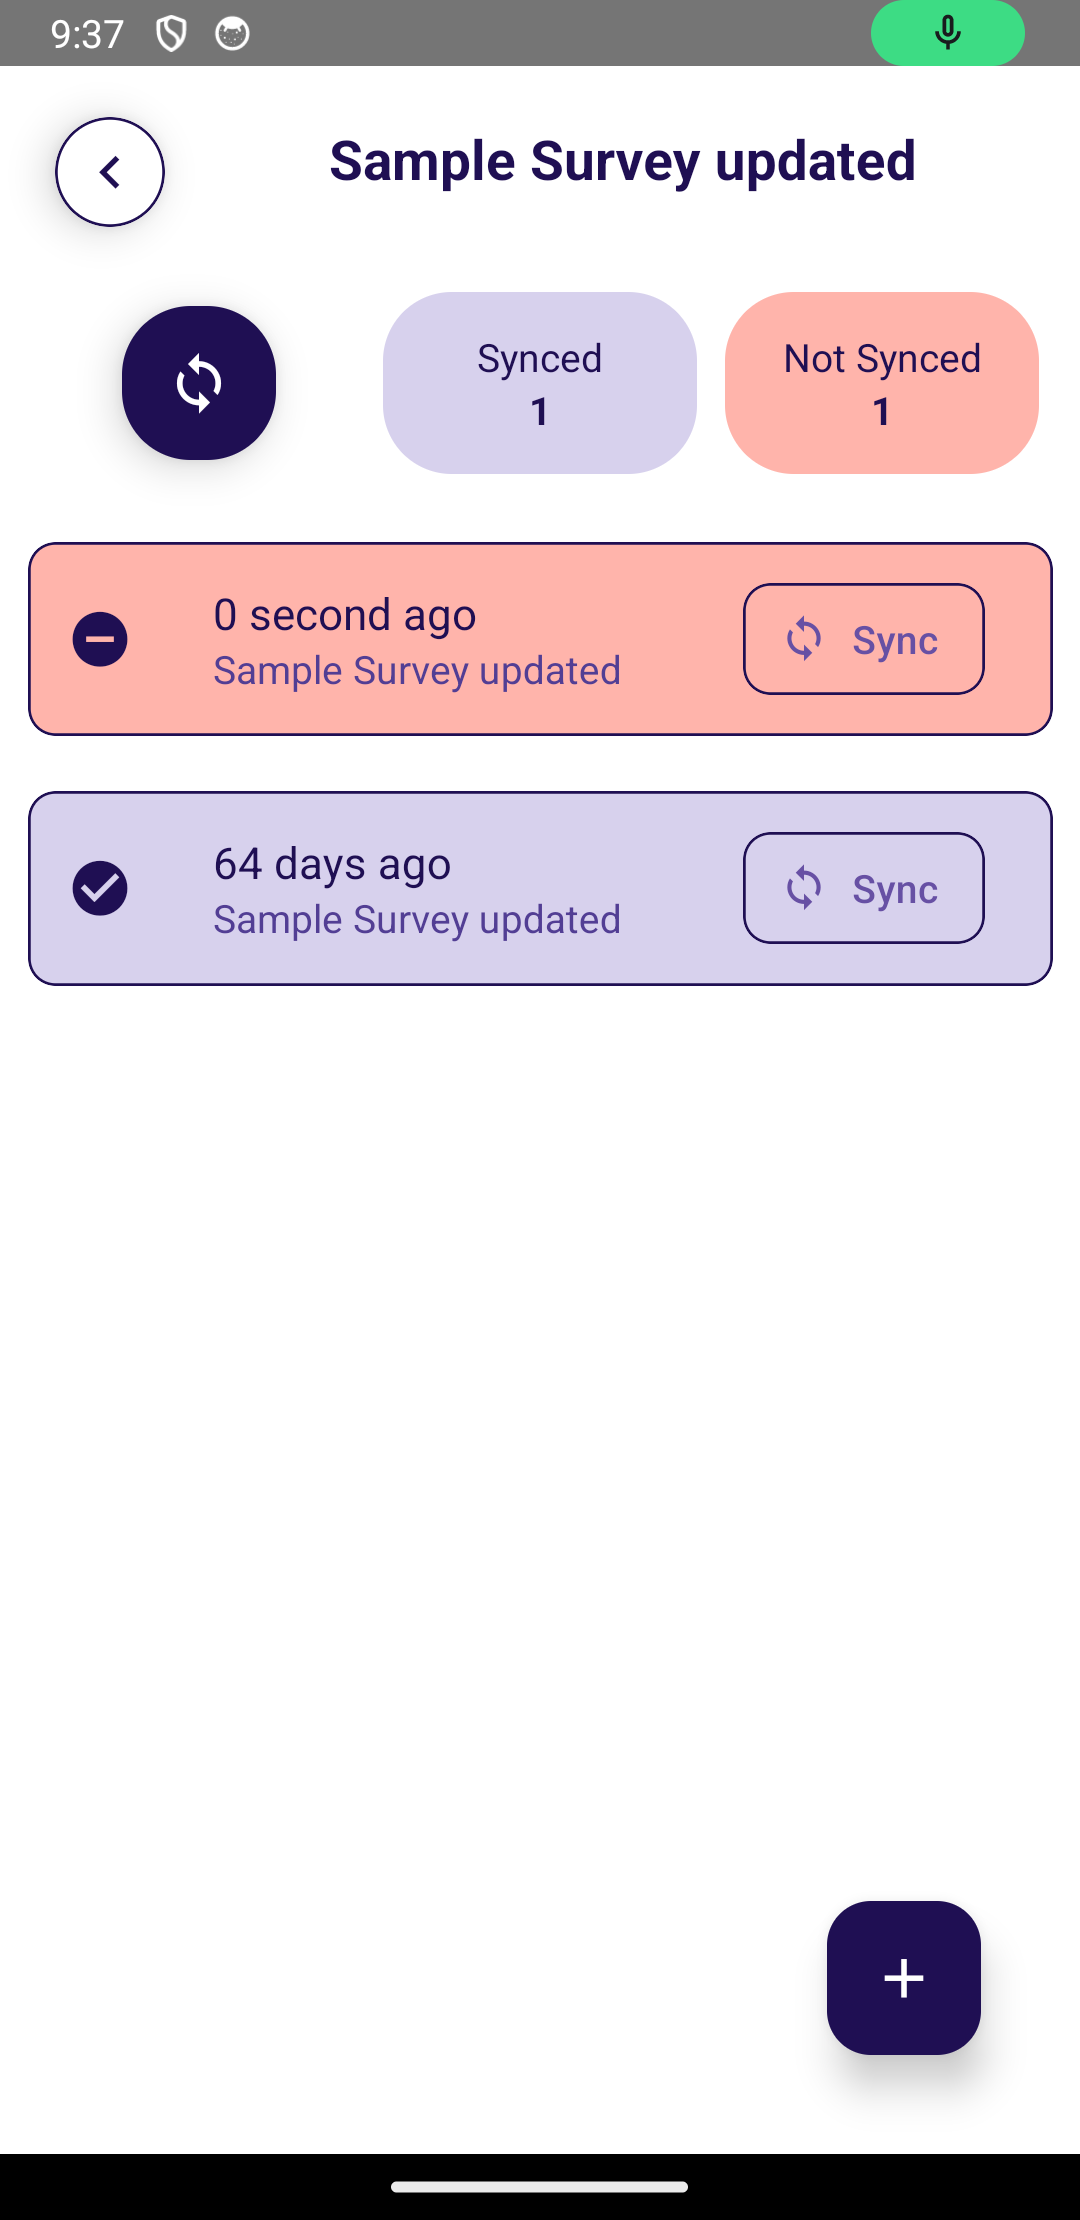 9:37
Sample Survey updated
Synced
1
Not Synced
1
0 second ago
Sample Survey updated
Sync
64 days ago
Sample Survey updated
Sync